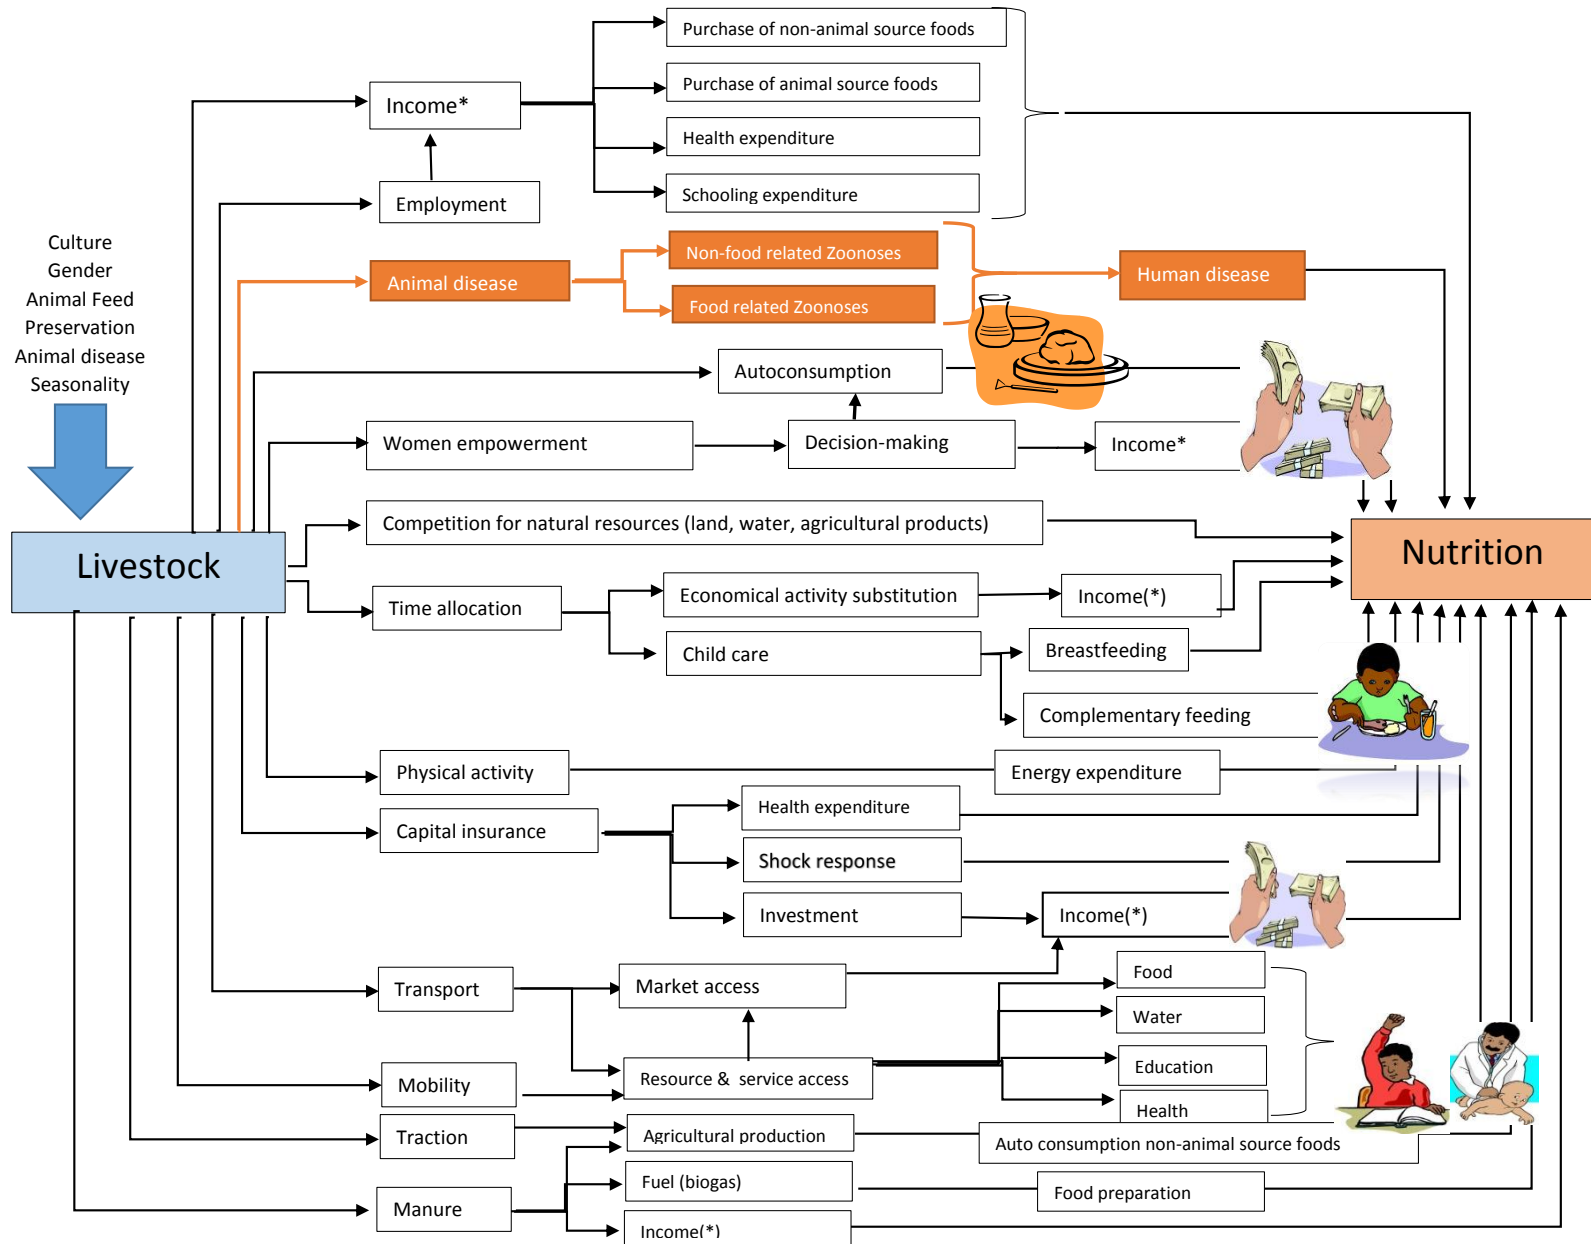 Purchase of non-animal source foods
Purchase of animal source foods
Income*
Health expenditure
Schooling expenditure
Employment
Culture
Gender
Animal Feed
Preservation
Animal disease
Seasonality
Non-food related Zoonoses
Animal disease
Human disease
Food related Zoonoses
Autoconsumption
Women empowerment
Decision-making
Income*
Competition for natural resources (land, water, agricultural products)
Livestock
Nutrition
Time allocation
Economical activity substitution
Income(*)
Child care
Breastfeeding
Complementary feeding
Physical activity
Energy expenditure
Health expenditure
Capital insurance
Shock response
Investment
Income(*)
Transport
Market access
Food
Water
Mobility
Resource & service access
Education
Health
Traction
Agricultural production
Auto consumption non-animal source foods
Fuel (biogas)
Food preparation
Manure
Income(*)